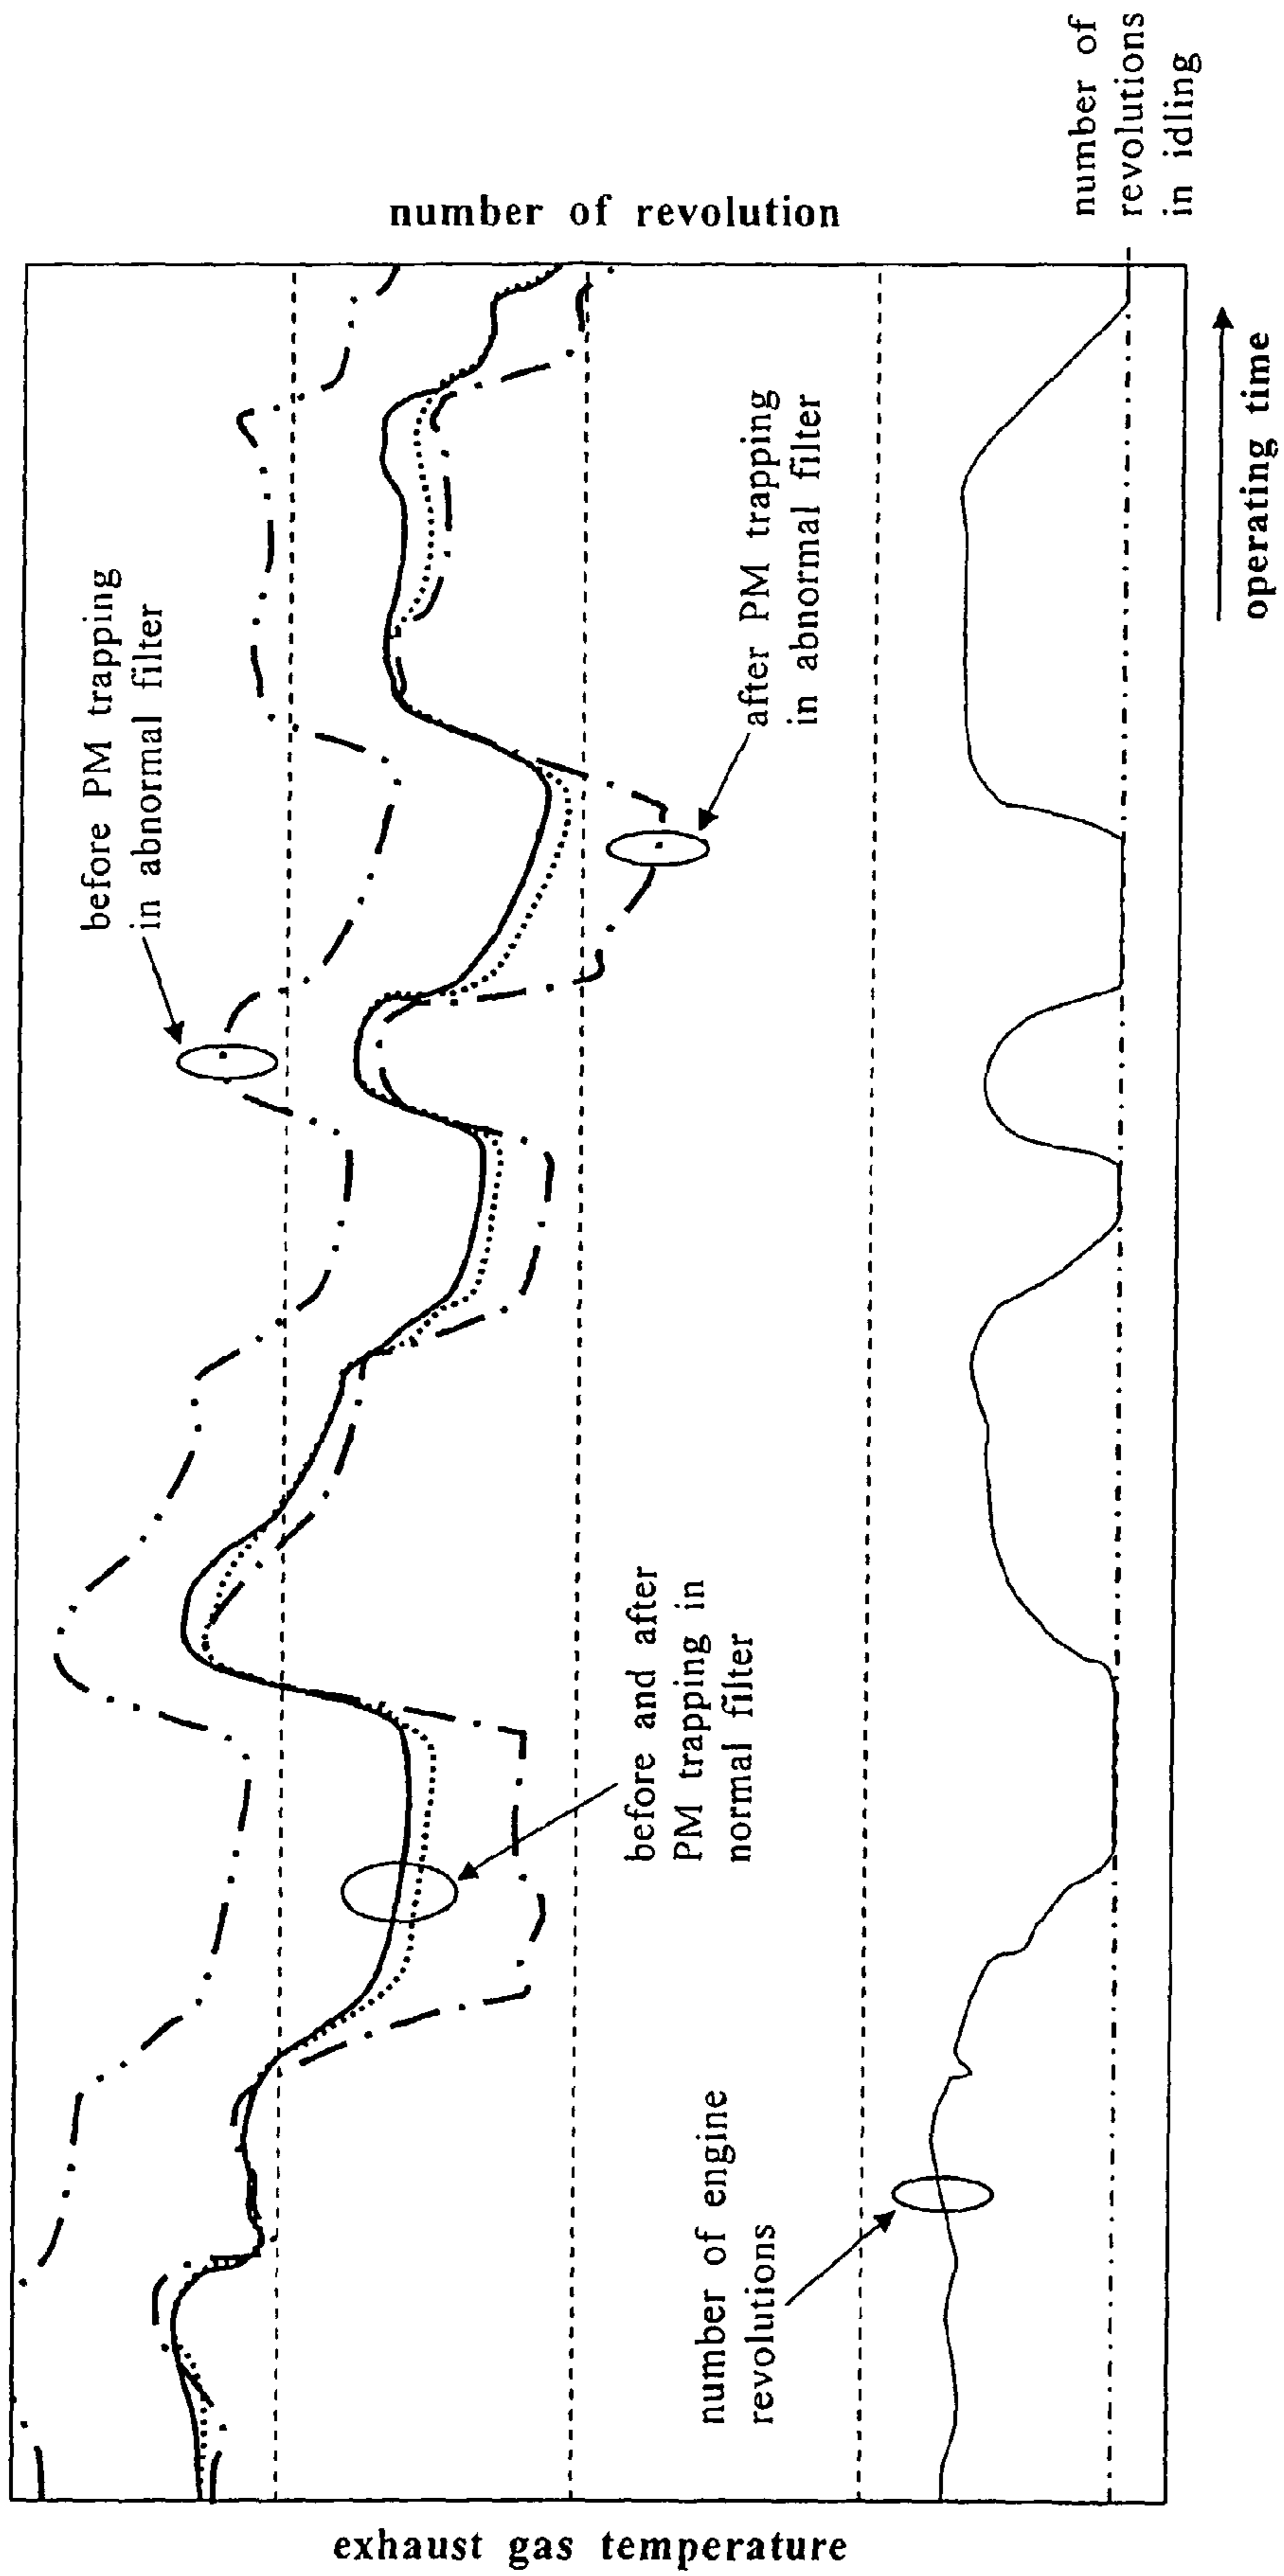 number of
revolutions
in idling
number of revolution
operating time
before PM trapping
in abnormal filter
after PM trapping
in abnormal filter
before and after
PM trapping in
normal filter
number of engine
revolutions
exhaust gas temperature